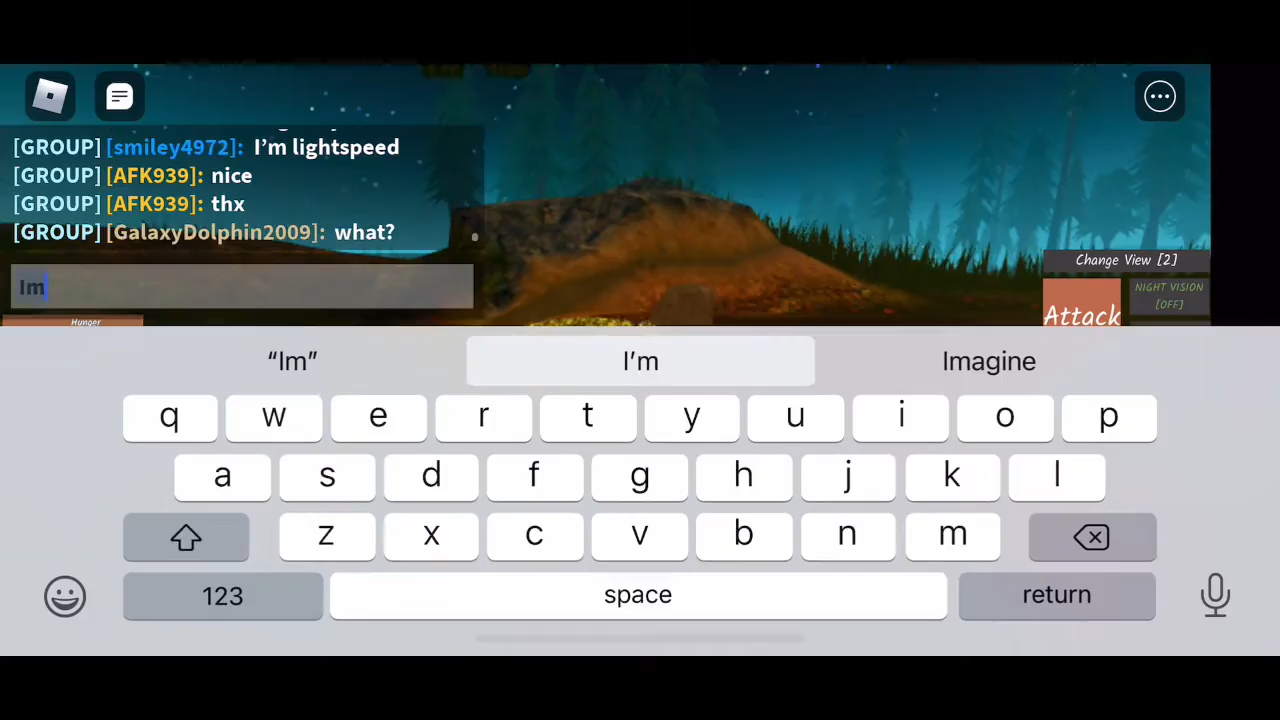 [GROUP] [smiley4972]: I’m lightspeed
[GROUP] [AFK939]: nice
[GROUP] [AFK939]: thx
[GROUP] [GalaxyDolphin2009]: what?
Im
Hunger
Change View [2]
Attack
NIGHT VISION
[OFF]
“Im” I’m Imagine
q w e r t y u i o p
a s d f g h j k l
z x c v b n m
123 space return